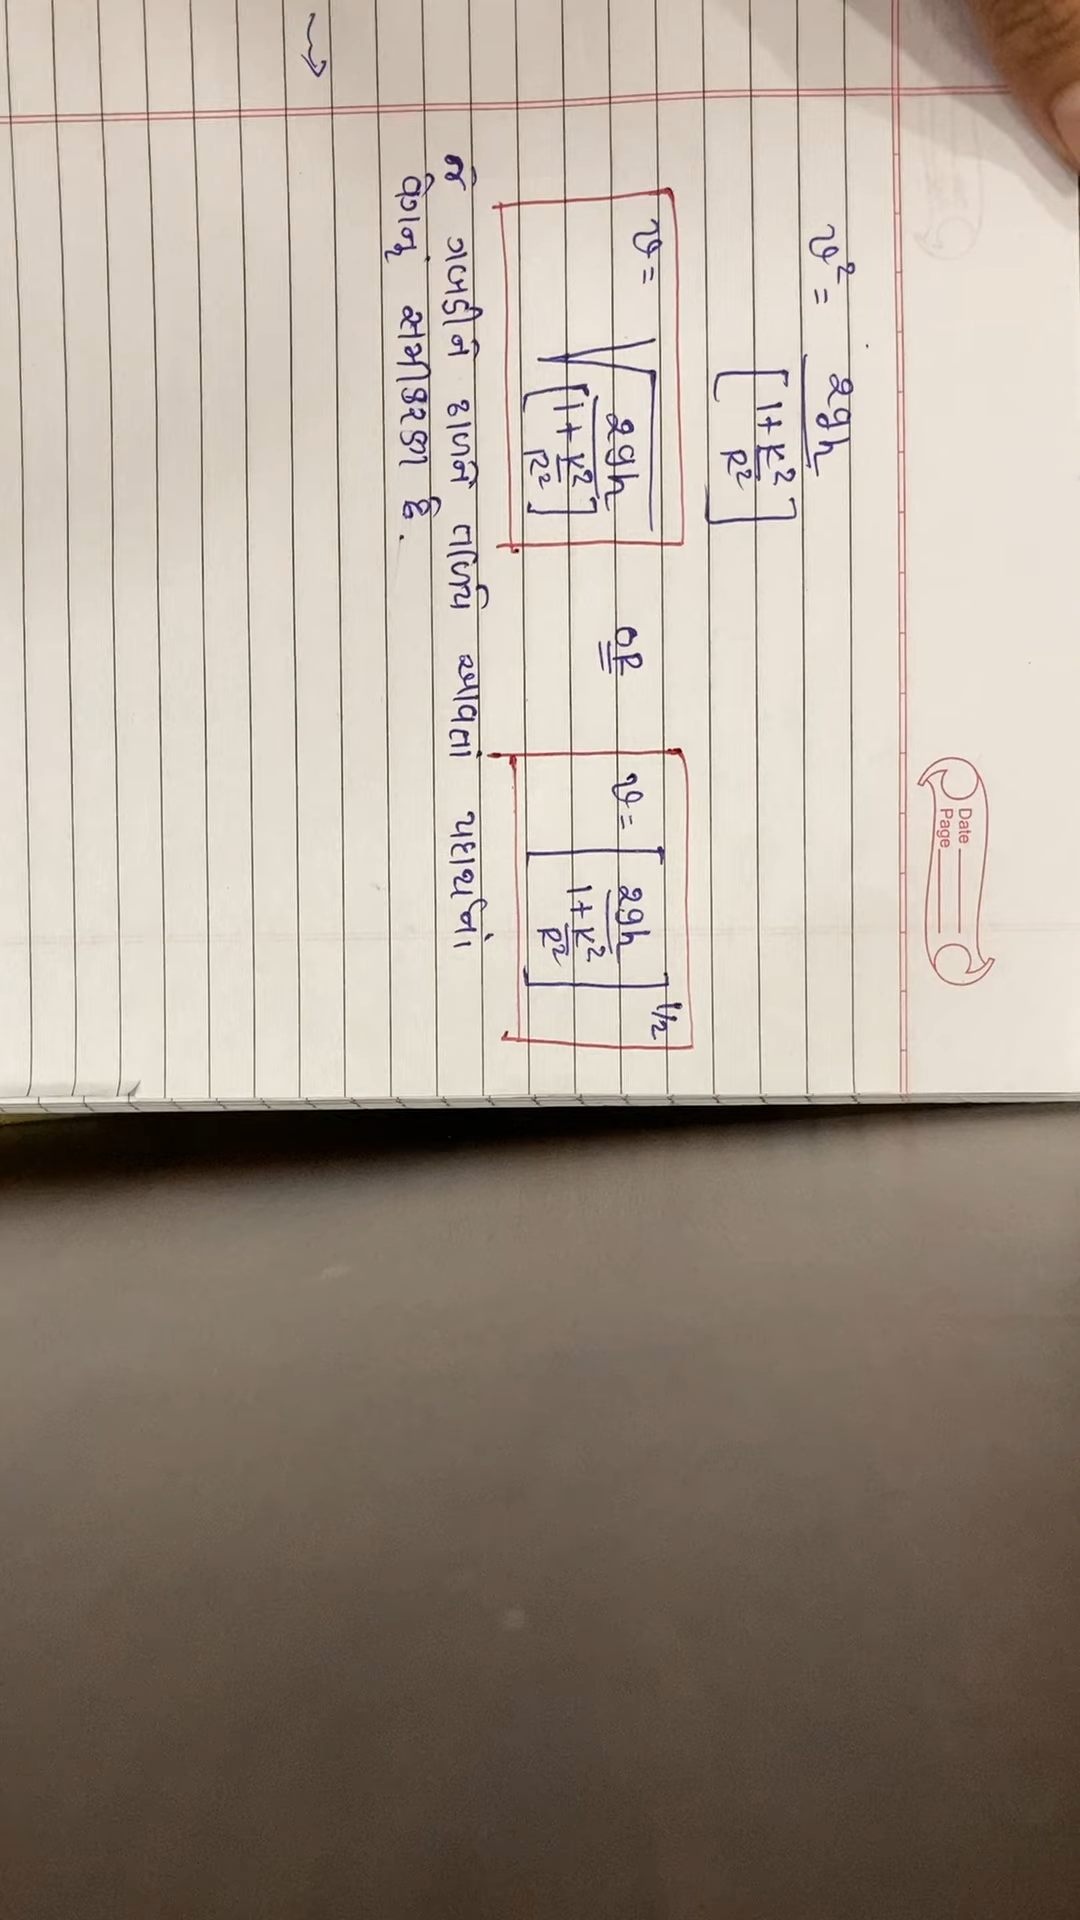 Date
Page
v² = 2gh / [1 + K²/R²]
v = √(2gh / [1 + K²/R²]) OR v = [2gh / 1 + K²/R²]^1/2
જે ગબડીને ઢાળને તળિયે આવતાં પદાર્થનાં
વેગનું સમીકરણ છે.
→